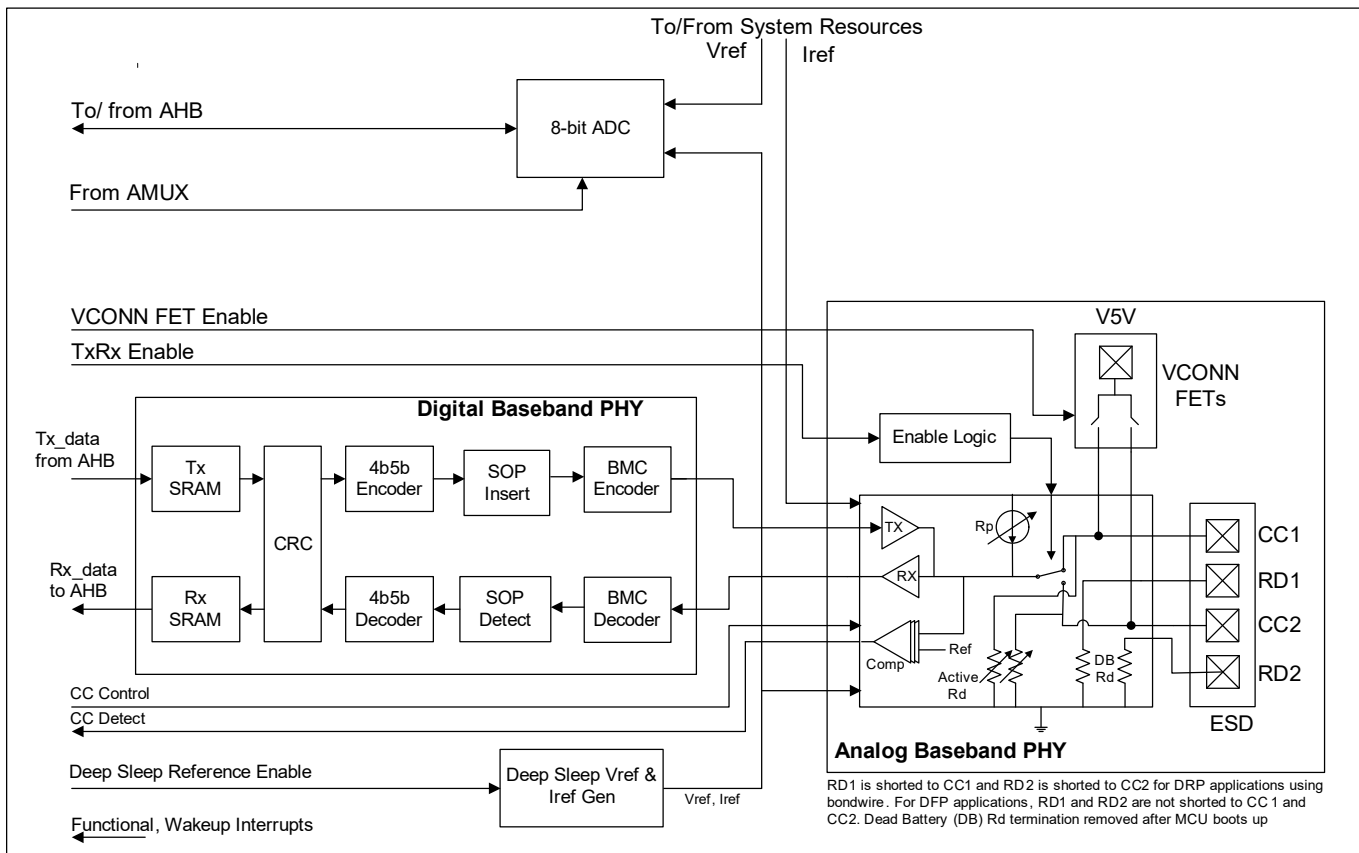 To/From System Resources
Vref
Iref
To/ from AHB
8-bit ADC
From AMUX
VCONN FET Enable
TxRx Enable
V5V
VCONN
FETs
Digital Baseband PHY
Enable Logic
Tx_data
from AHB
Tx
SRAM
CRC
4b5b
Encoder
SOP
Insert
BMC
Encoder
TX
Rp
CC1
Rx_data
to AHB
Rx
SRAM
4b5b
Decoder
SOP
Detect
BMC
Decoder
RX
RD1
CC2
Comp
Ref
Active
Rd
DB
Rd
RD2
CC Control
CC Detect
ESD
Analog Baseband PHY
Deep Sleep Reference Enable
Deep Sleep Vref &
Iref Gen
Vref, Iref
Functional, Wakeup Interrupts
RD1 is shorted to CC1 and RD2 is shorted to CC2 for DRP applications using
bondwire. For DFP applications, RD1 and RD2 are not shorted to CC1 and
CC2. Dead Battery (DB) Rd termination removed after MCU boots up